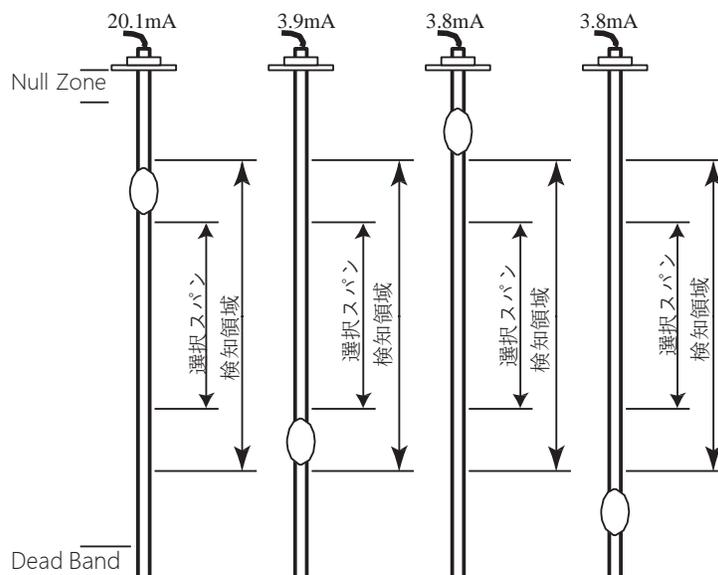 20.1mA
3.9mA
3.8mA
3.8mA
Null Zone
選択スパン
検知領域
選択スパン
検知領域
選択スパン
検知領域
選択スパン
検知領域
Dead Band